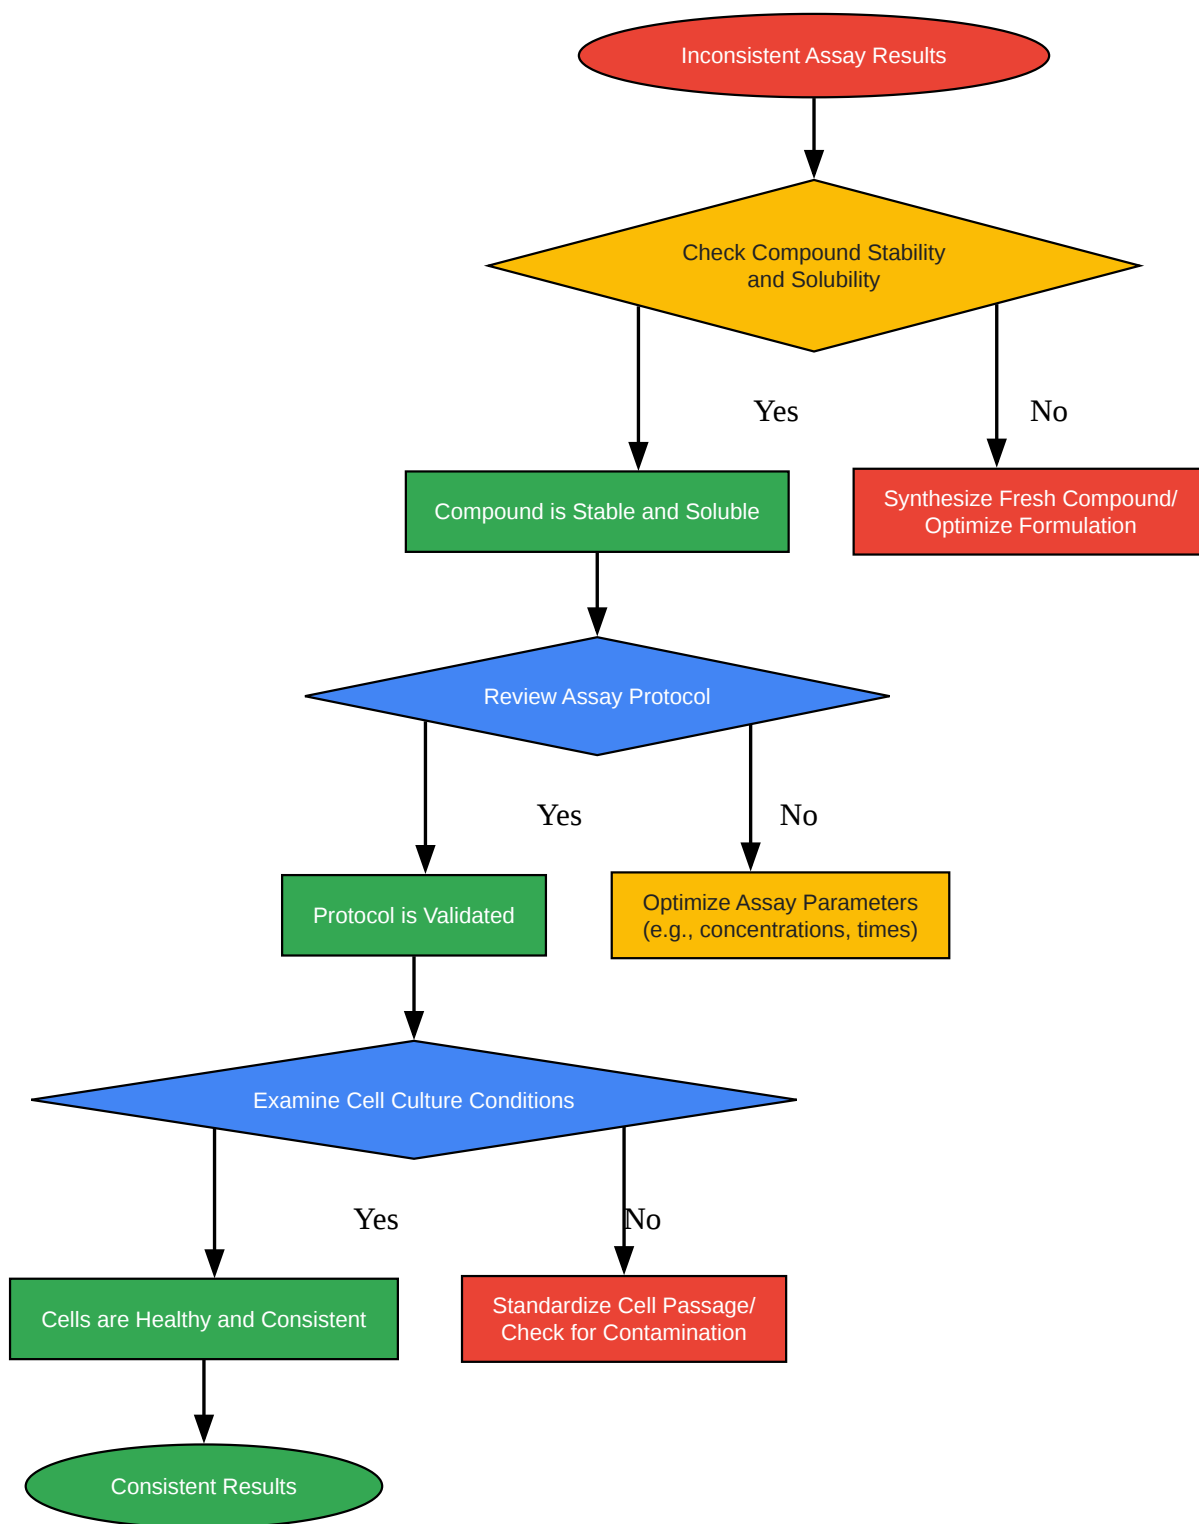 Inconsistent Assay Results
Check Compound Stability
and Solubility
Yes
No
Compound is Stable and Soluble
Synthesize Fresh Compound/
Optimize Formulation
Review Assay Protocol
Yes
No
Protocol is Validated
Optimize Assay Parameters
(e.g., concentrations, times)
Examine Cell Culture Conditions
Yes
No
Cells are Healthy and Consistent
Standardize Cell Passage/
Check for Contamination
Consistent Results